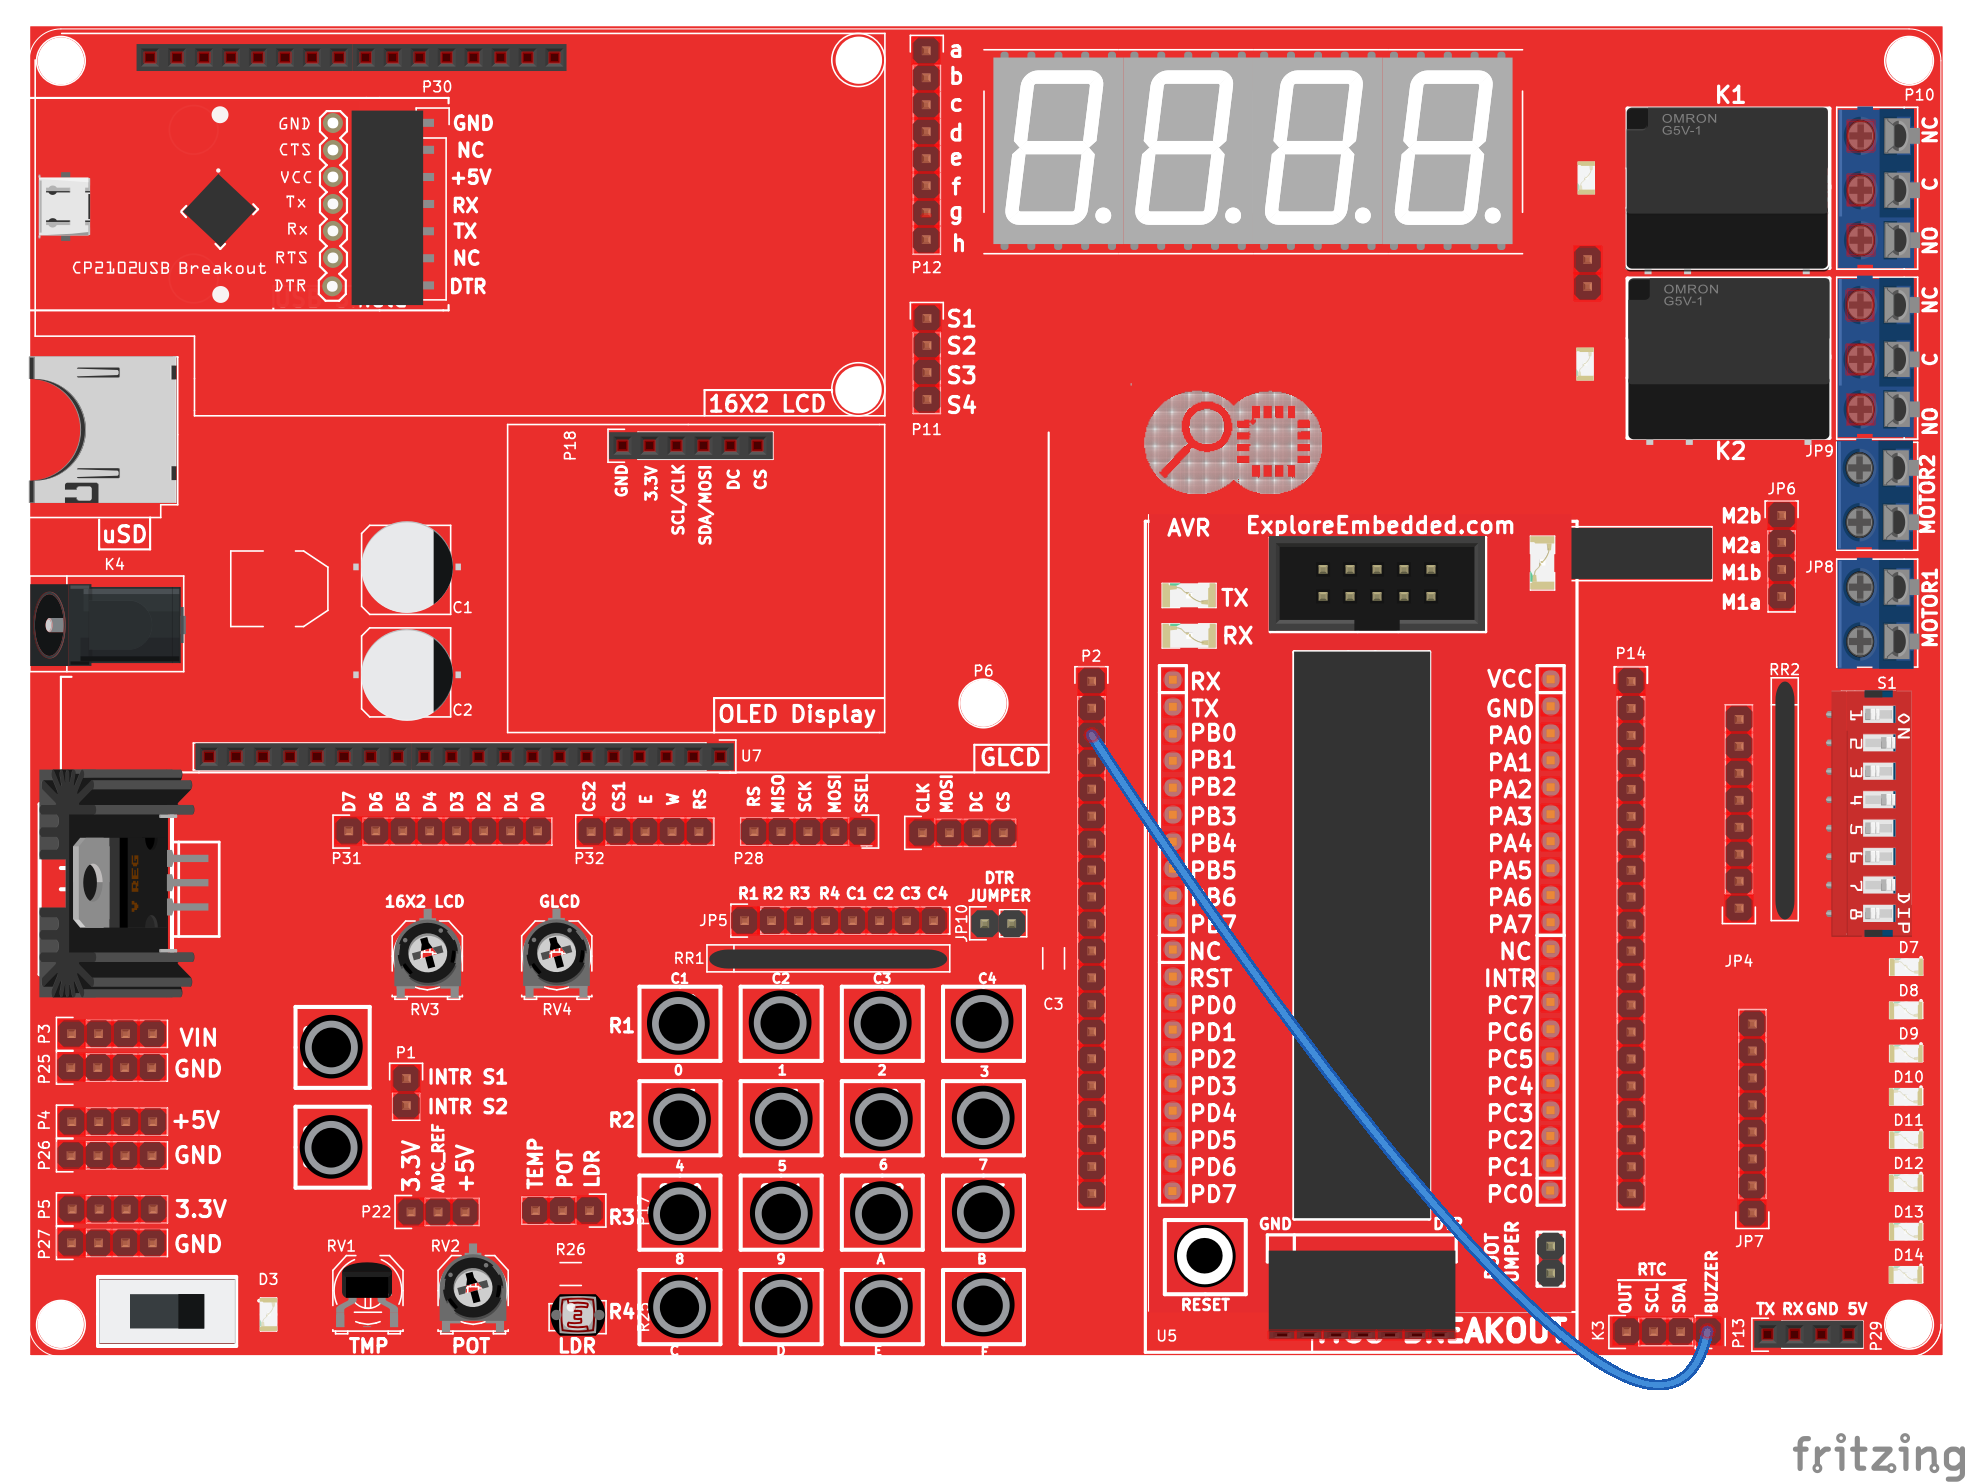 P30
GND GND
CTS NC
VCC +5V
Tx RX
Rx TX
RTS NC
DTR DTR
CP2102USB Breakout
16X2 LCD
a
b
c
d
e
f
g
h
P12
S1
S2
S3
S4
P11
K1
P10
OMRON
G5V-1
NC
C
NO
OMRON
G5V-1
NC
C
NO
K2
JP9
MOTOR2
JP6
M2b
M2a
M1b
M1a
JP8
MOTOR1
uSD
K4
P18
GND
3.3V
SCL/CLK
SDA/MOSI
DC
CS
C1
C2
OLED Display
P6
GLCD
U7
AVR
ExploreEmbedded.com
TX
RX
P2
RX
TX
PB0
PB1
PB2
PB3
PB4
PB5
PB6
PB7
NC
RST
PD0
PD1
PD2
PD3
PD4
PD5
PD6
PD7
VCC
GND
PA0
PA1
PA2
PA3
PA4
PA5
PA6
PA7
NC
INTR
PC7
PC6
PC5
PC4
PC3
PC2
PC1
PC0
P14
RR2
S1
ON
1
2
3
4
5
6
7
8
DIP
JP4
D7
D8
D9
D10
D11
D12
D13
D14
JP7
V REG
D7 D6 D5 D4 D3 D2 D1 D0
P31
CS2 CS1 E W RS
P32
RS MISO SCK MOSI SSEL
P28
CLK MOSI DC CS
16X2 LCD
RV3
GLCD
RV4
R1 R2 R3 R4 C1 C2 C3 C4
JP5
DTR
JUMPER
JP10
RR1
C3
C1 C2 C3 C4
R1
0 1 2 3
R2
4 5 6 7
R3
8 9 A B
R4
C D E F
P3 VIN
P25 GND
P4 +5V
P26 GND
P5 3.3V
P27 GND
P1
INTR S1
INTR S2
3.3V
ADC_REF
+5V
P22
TEMP
POT
LDR
RV1
RV2
R26
D3
TMP
POT
LDR
GND
RESET
U5
BREAKOUT
RTC
OUT
SCL
SDA
BUZZER
K3
P13
TX RX GND 5V
P29
fritzing